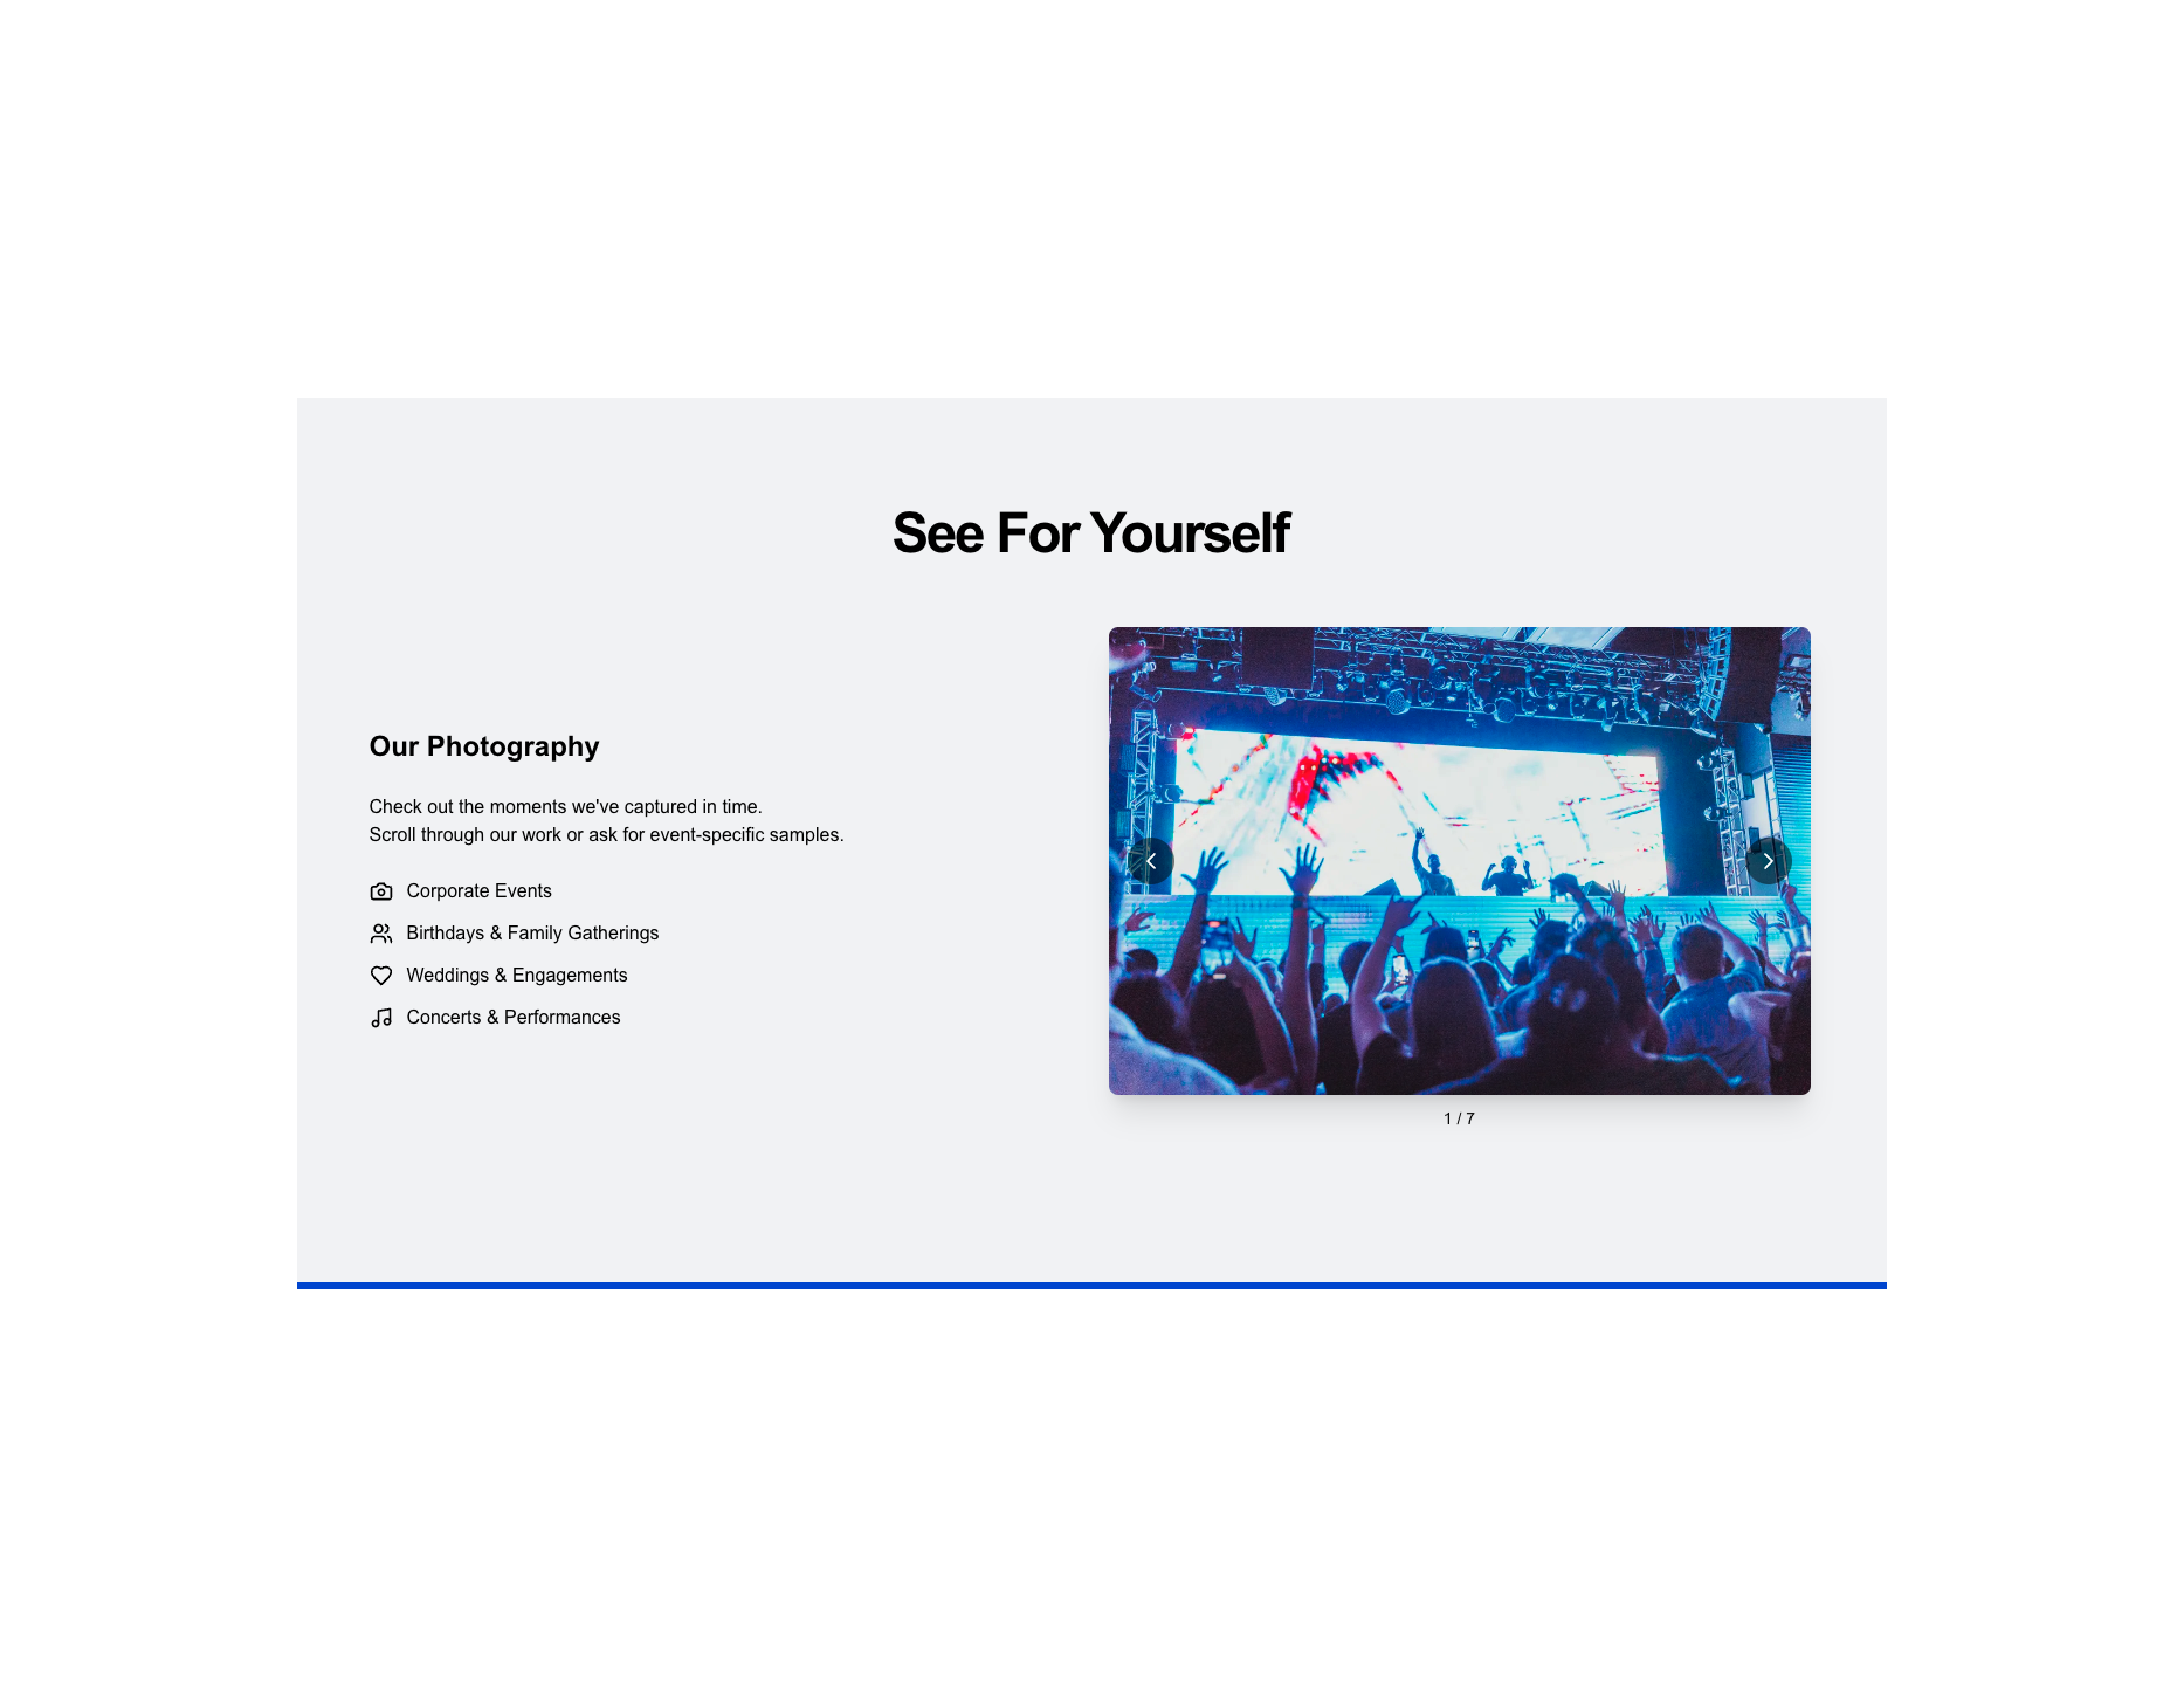 See For Yourself
Our Photography
Check out the moments we've captured in time.
Scroll through our work or ask for event-specific samples.
Corporate Events
Birthdays & Family Gatherings
Weddings & Engagements
Concerts & Performances
1 / 7